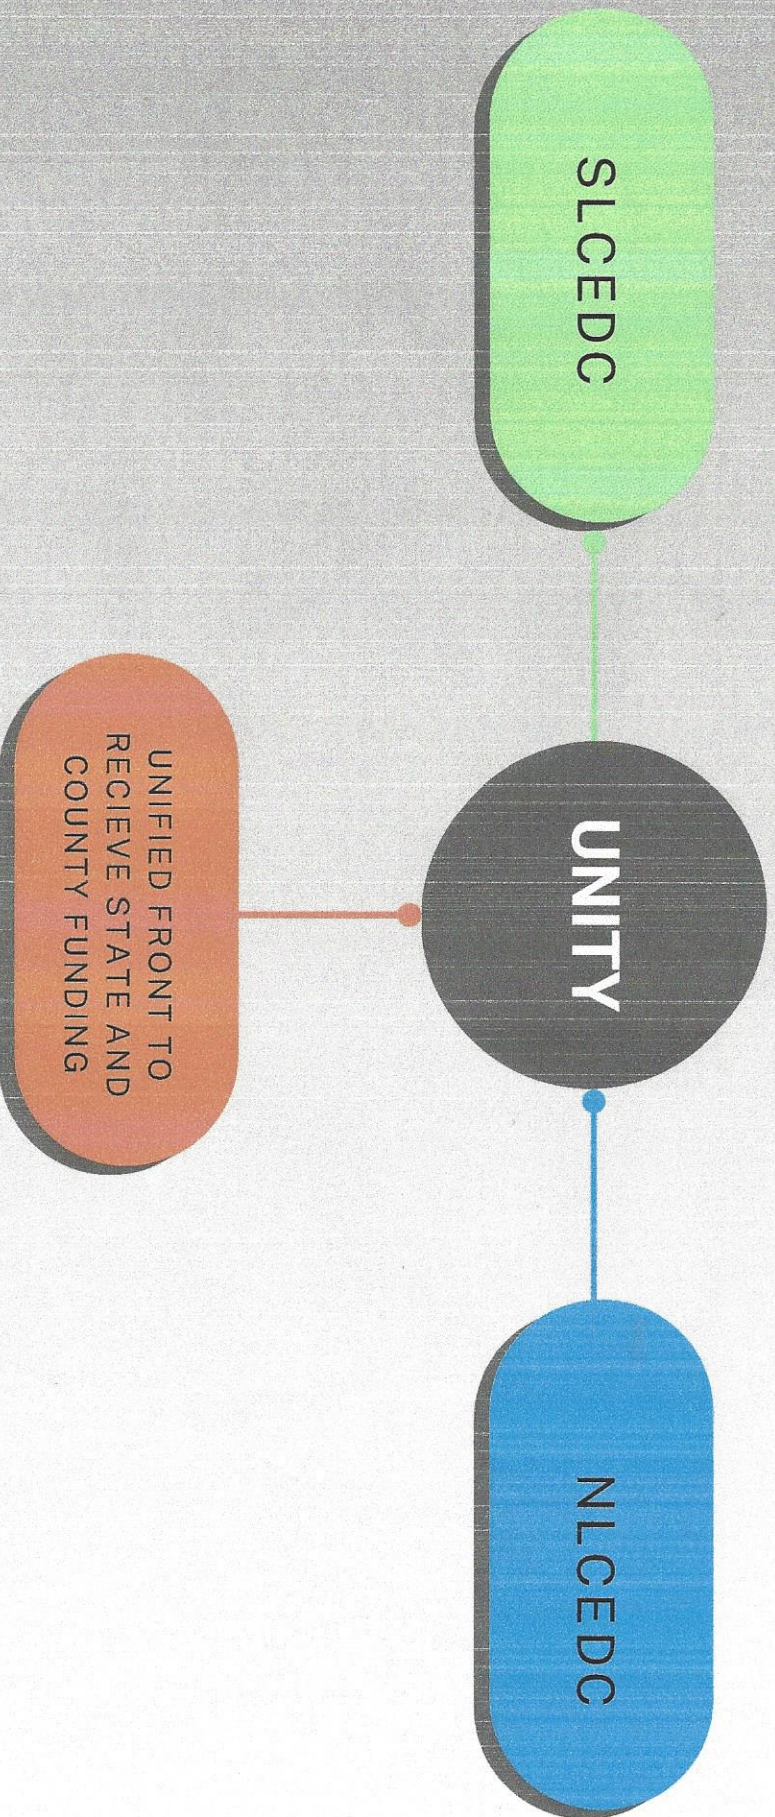 SLCEDC
UNITY
NLCEDC
UNIFIED FRONT TO
RECIEVE STATE AND
COUNTY FUNDING